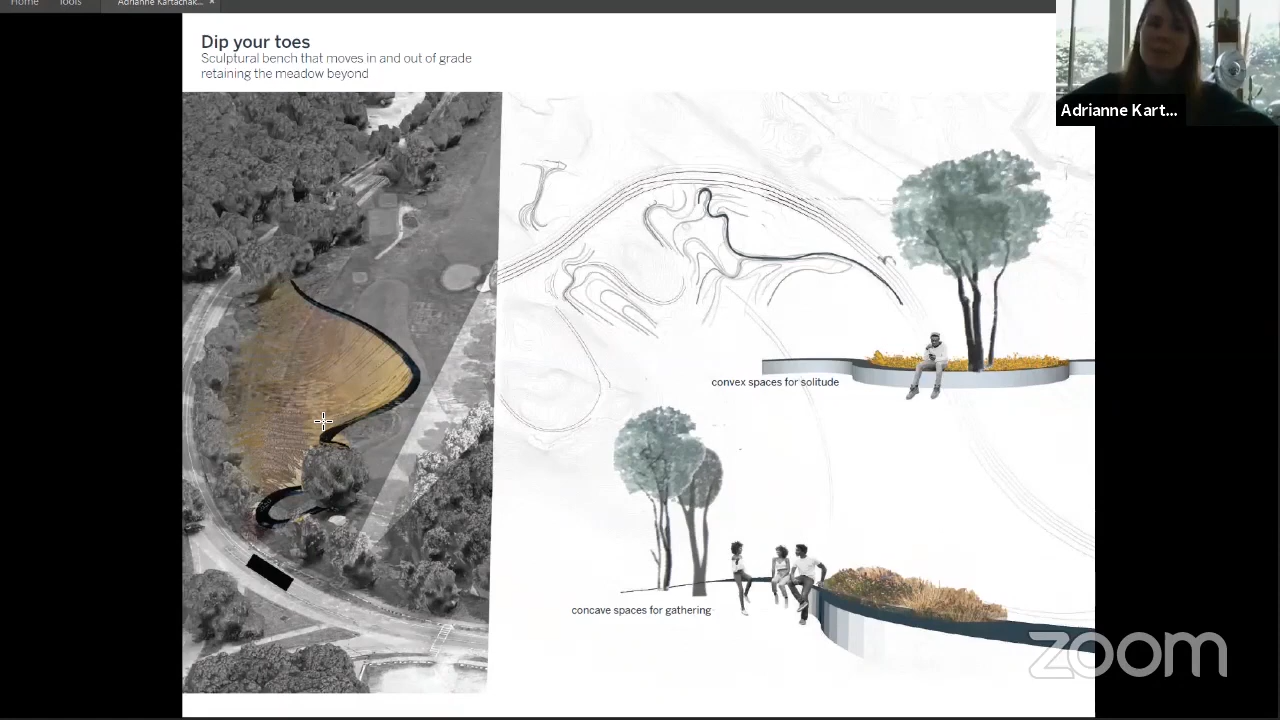 Home
Tools
Adrianne Kartachak...
Dip your toes
Sculptural bench that moves in and out of grade
retaining the meadow beyond
Adrianne Kart...
convex spaces for solitude
concave spaces for gathering
zoom